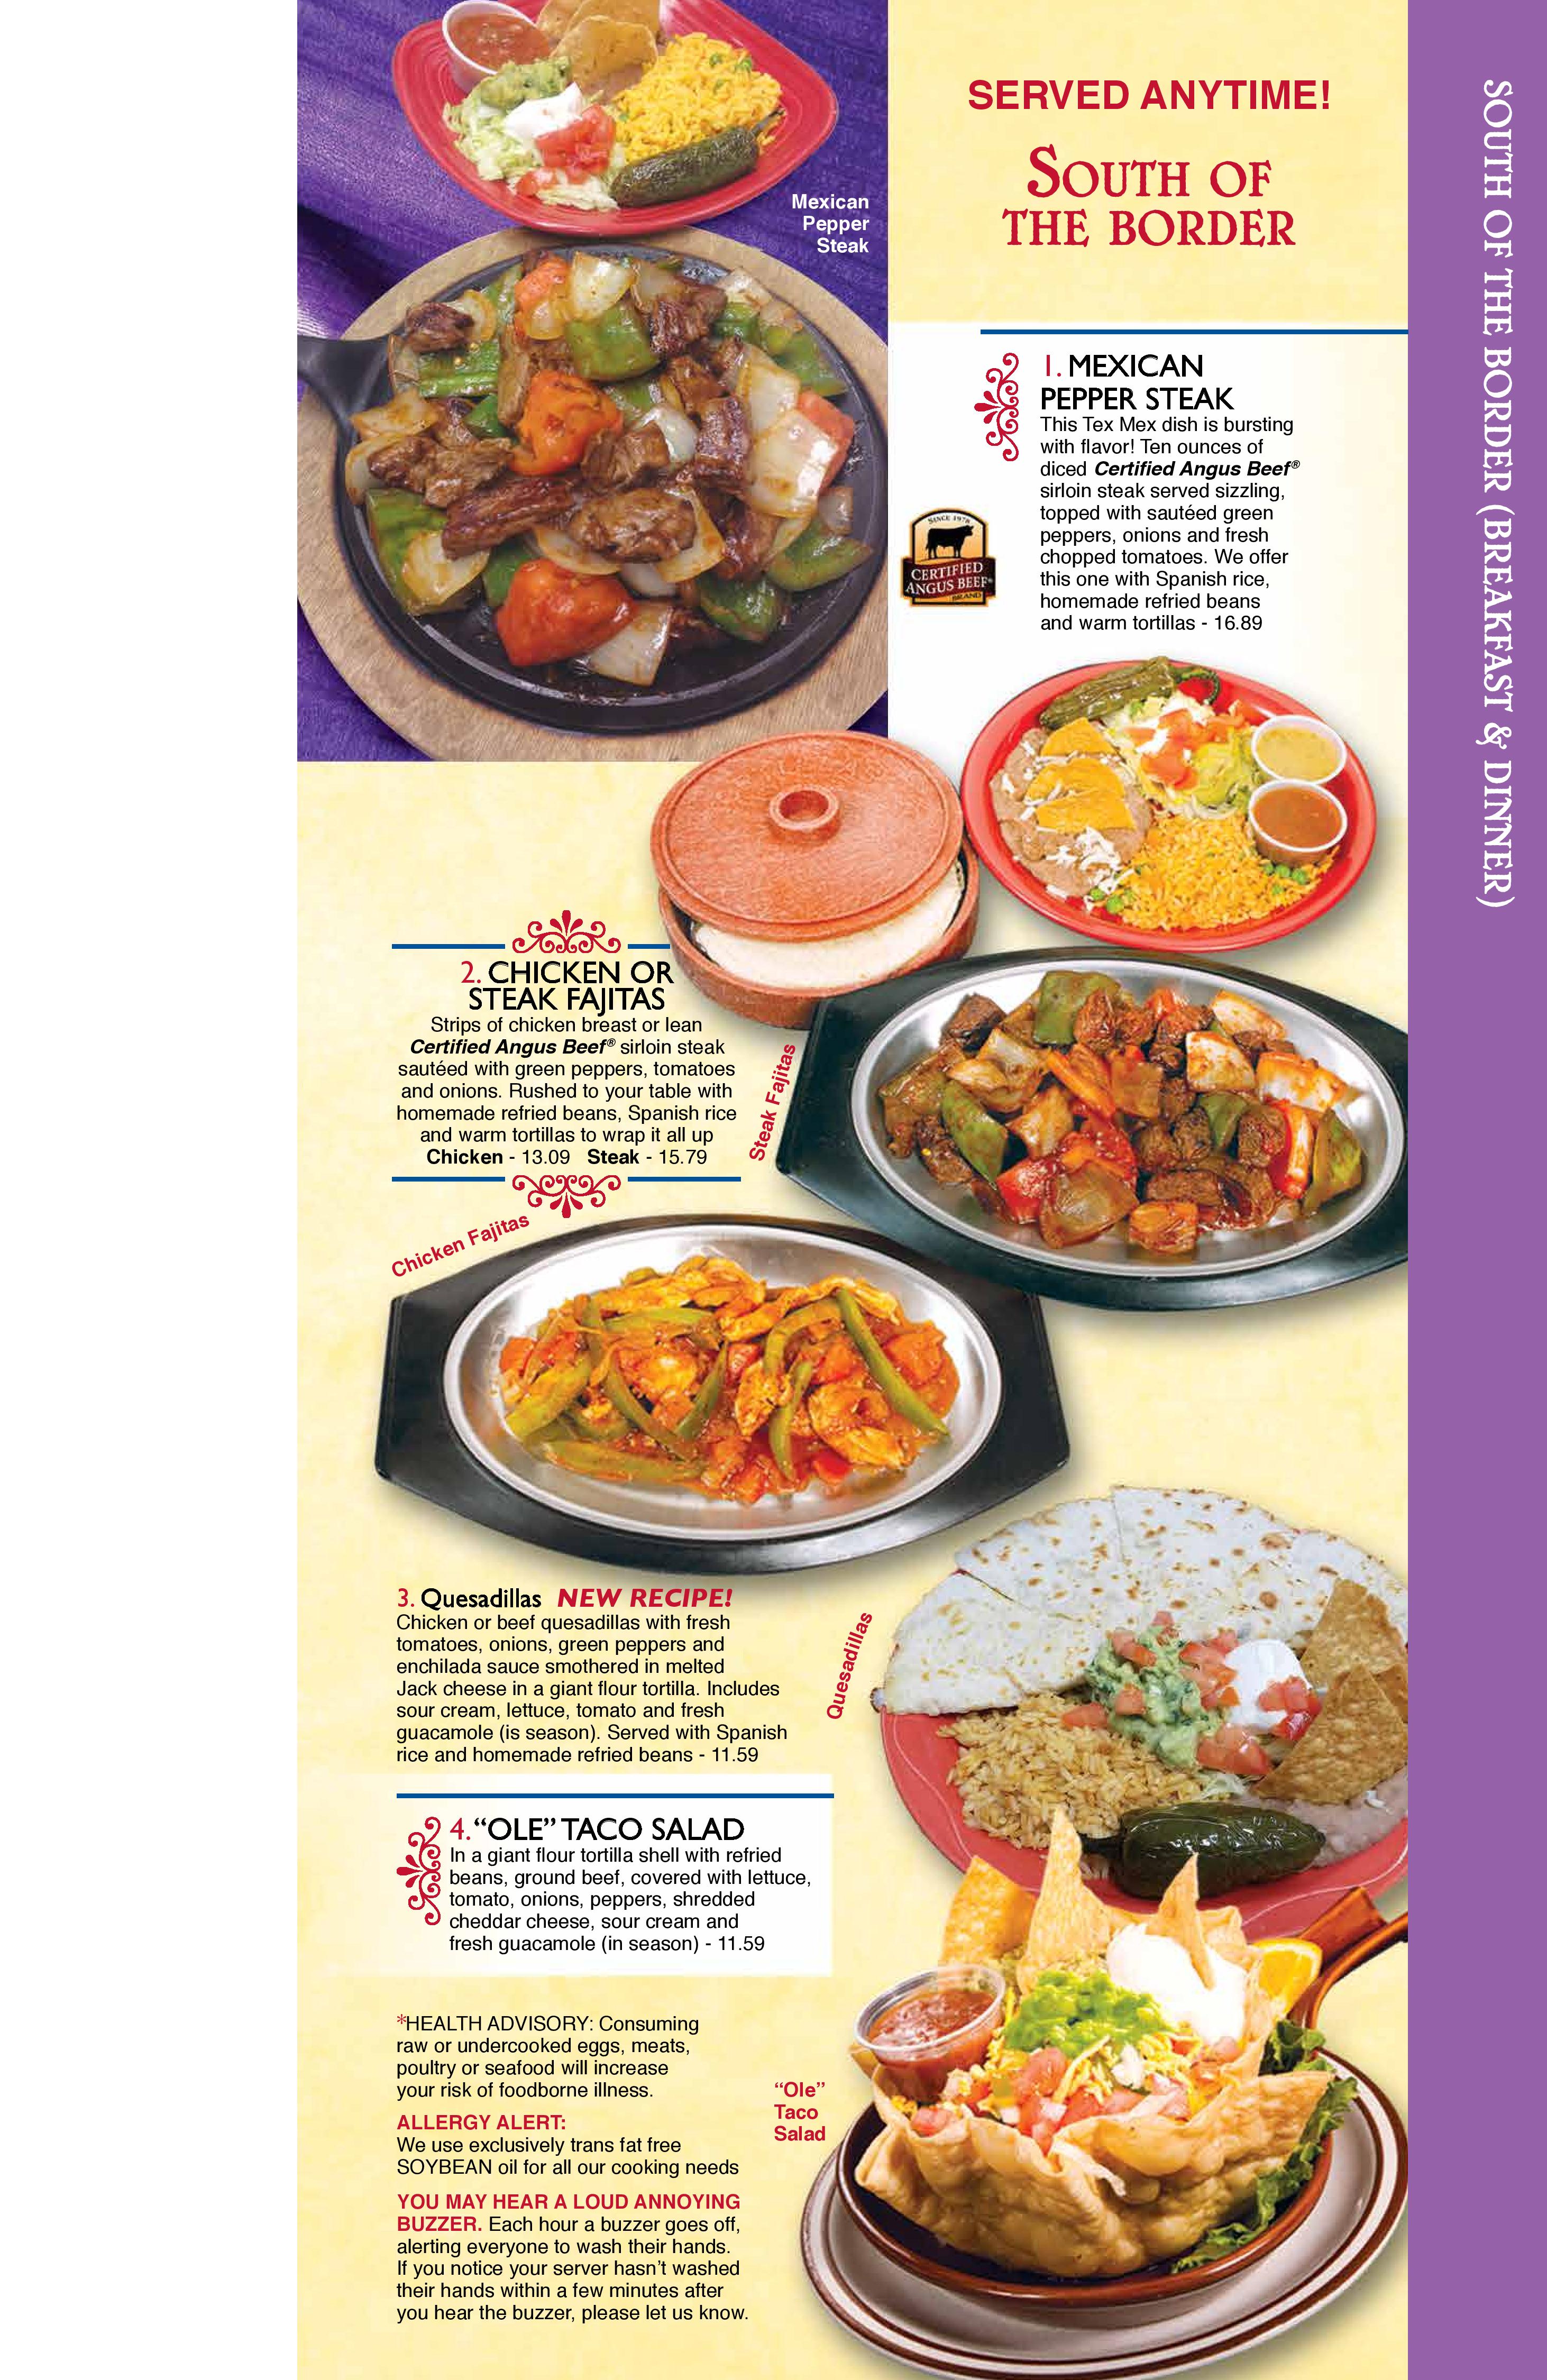 SERVED ANYTIME!
SOUTH OF
THE BORDER
SOUTH OF THE BORDER (BREAKFAST & DINNER)
Mexican
Pepper
Steak
1. MEXICAN
PEPPER STEAK
This Tex Mex dish is bursting
with flavor! Ten ounces of
diced Certified Angus Beef®
sirloin steak served sizzling,
topped with sautéed green
peppers, onions and fresh
chopped tomatoes. We offer
this one with Spanish rice,
homemade refried beans
and warm tortillas - 16.89
SINCE 1978
CERTIFIED
ANGUS BEEF®
BRAND
2. CHICKEN OR
STEAK FAJITAS
Strips of chicken breast or lean
Certified Angus Beef® sirloin steak
sautéed with green peppers, tomatoes
and onions. Rushed to your table with
homemade refried beans, Spanish rice
and warm tortillas to wrap it all up
Chicken - 13.09 Steak - 15.79
Steak Fajitas
Chicken Fajitas
3. Quesadillas NEW RECIPE!
Chicken or beef quesadillas with fresh
tomatoes, onions, green peppers and
enchilada sauce smothered in melted
Jack cheese in a giant flour tortilla. Includes
sour cream, lettuce, tomato and fresh
guacamole (is season). Served with Spanish
rice and homemade refried beans - 11.59
Quesadillas
4. “OLE” TACO SALAD
In a giant flour tortilla shell with refried
beans, ground beef, covered with lettuce,
tomato, onions, peppers, shredded
cheddar cheese, sour cream and
fresh guacamole (in season) - 11.59
*HEALTH ADVISORY: Consuming
raw or undercooked eggs, meats,
poultry or seafood will increase
your risk of foodborne illness.
“Ole”
Taco
Salad
ALLERGY ALERT:
We use exclusively trans fat free
SOYBEAN oil for all our cooking needs
YOU MAY HEAR A LOUD ANNOYING
BUZZER. Each hour a buzzer goes off,
alerting everyone to wash their hands.
If you notice your server hasn’t washed
their hands within a few minutes after
you hear the buzzer, please let us know.